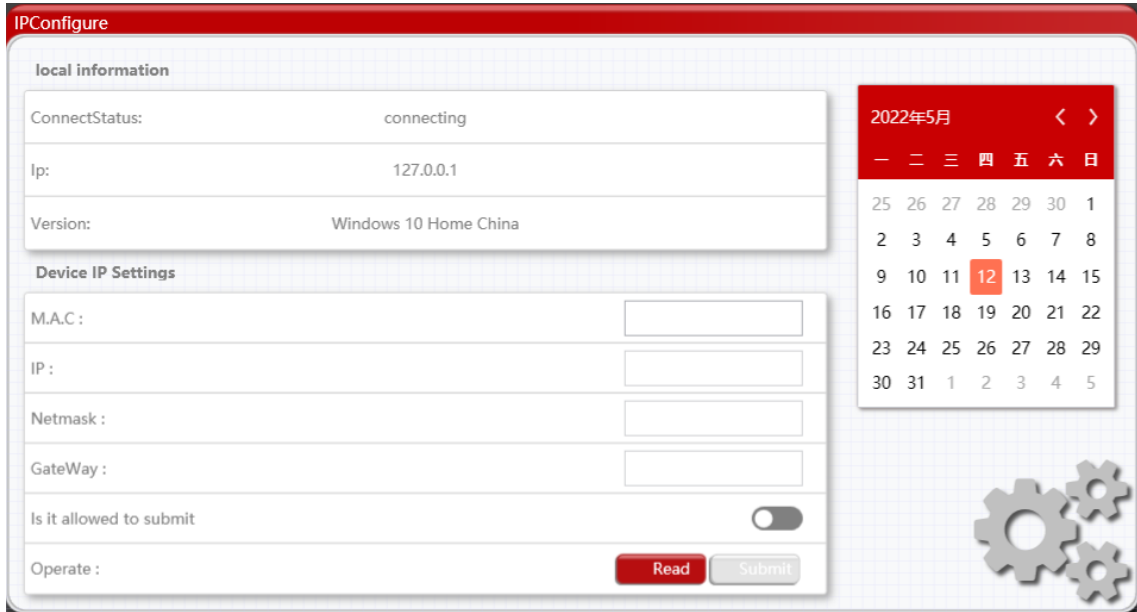 IPConfigure
local information
ConnectStatus: connecting
Ip: 127.0.0.1
Version: Windows 10 Home China
Device IP Settings
M.A.C :
IP :
Netmask :
GateWay :
Is it allowed to submit
Operate : Read Submit
2022年5月
一 二 三 四 五 六 日
25 26 27 28 29 30 1
2 3 4 5 6 7 8
9 10 11 12 13 14 15
16 17 18 19 20 21 22
23 24 25 26 27 28 29
30 31 1 2 3 4 5